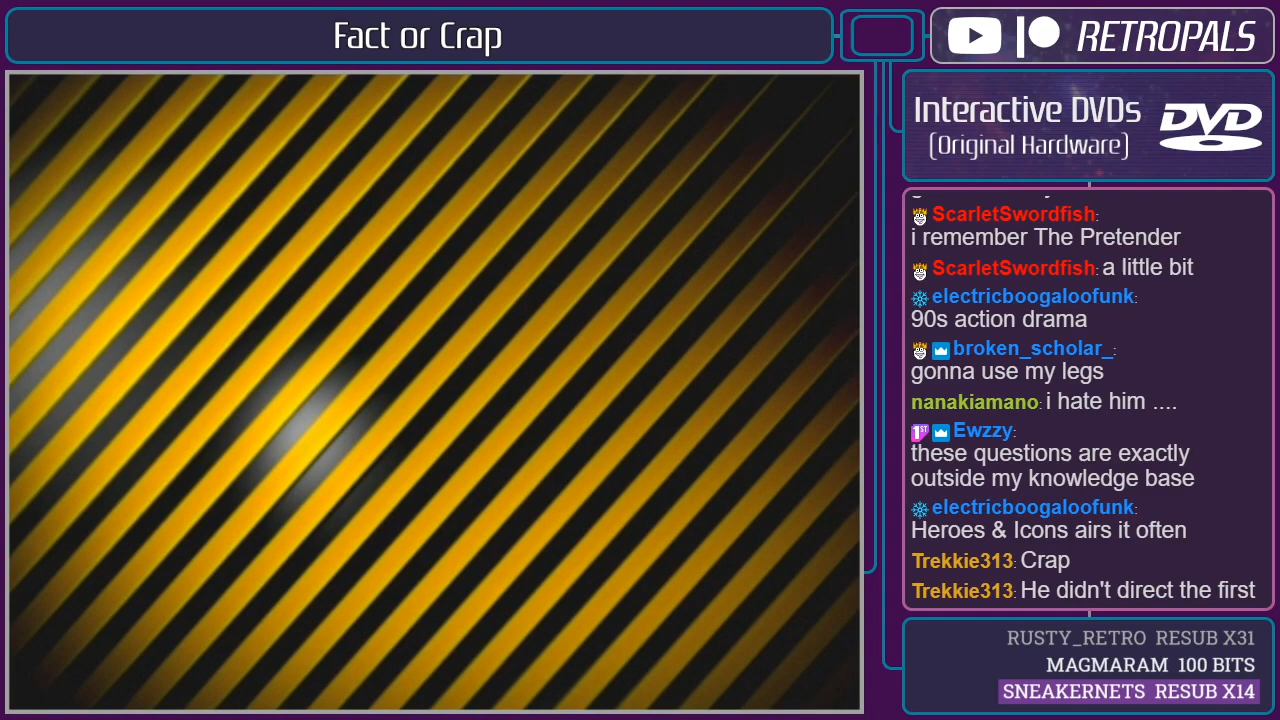 Fact or Crap
RETROPALS
Interactive DVDs
(Original Hardware)
DVD
ScarletSwordfish:
i remember The Pretender
ScarletSwordfish: a little bit
electricboogaloofunk:
90s action drama
broken_scholar_:
gonna use my legs
nanakiamano: i hate him ....
1ST Ewzzy:
these questions are exactly
outside my knowledge base
electricboogaloofunk:
Heroes & Icons airs it often
Trekkie313: Crap
Trekkie313: He didn't direct the first
RUSTY_RETRO RESUB X31
MAGMARAM 100 BITS
SNEAKERNETS RESUB X14